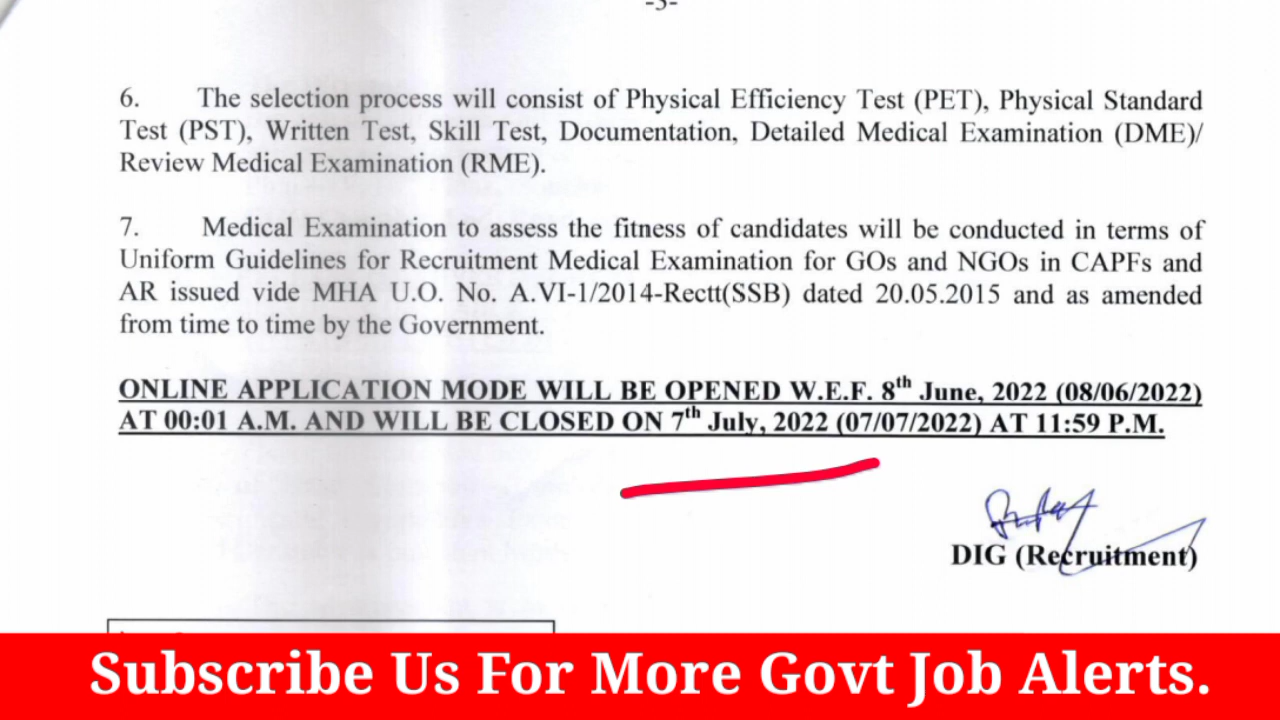 6. The selection process will consist of Physical Efficiency Test (PET), Physical Standard
Test (PST), Written Test, Skill Test, Documentation, Detailed Medical Examination (DME)/
Review Medical Examination (RME).
7. Medical Examination to assess the fitness of candidates will be conducted in terms of
Uniform Guidelines for Recruitment Medical Examination for GOs and NGOs in CAPFs and
AR issued vide MHA U.O. No. A.VI-1/2014-Rectt(SSB) dated 20.05.2015 and as amended
from time to time by the Government.
ONLINE APPLICATION MODE WILL BE OPENED W.E.F. 8th June, 2022 (08/06/2022)
AT 00:01 A.M. AND WILL BE CLOSED ON 7th July, 2022 (07/07/2022) AT 11:59 P.M.
DIG (Recruitment)
Subscribe Us For More Govt Job Alerts.